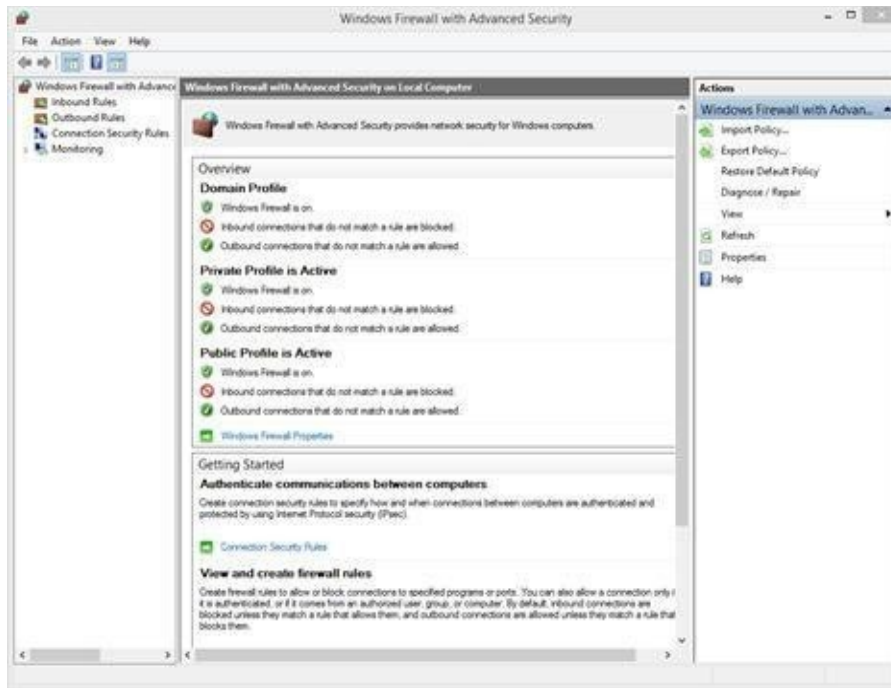 Windows Firewall with Advanced Security
File Action View Help
Windows Firewall with Advance
Inbound Rules
Outbound Rules
Connection Security Rules
Monitoring
Windows Firewall with Advanced Security on Local Computer
Windows Firewall with Advanced Security provides network security for Windows computers.
Overview
Domain Profile
Windows Firewall is on.
Inbound connections that do not match a rule are blocked.
Outbound connections that do not match a rule are allowed.
Private Profile is Active
Windows Firewall is on.
Inbound connections that do not match a rule are blocked.
Outbound connections that do not match a rule are allowed.
Public Profile is Active
Windows Firewall is on.
Inbound connections that do not match a rule are blocked.
Outbound connections that do not match a rule are allowed.
Windows Firewall Properties
Getting Started
Authenticate communications between computers
Create connection security rules to specify how and when connections between computers are authenticated and
protected by using Internet Protocol security (IPsec).
Connection Security Rules
View and create firewall rules
Create firewall rules to allow or block connections to specified programs or ports. You can also allow a connection only
it is authenticated, or if it comes from an authorized user, group, or computer. By default, inbound connections are
blocked unless they match a rule that allows them, and outbound connections are allowed unless they match a rule that
blocks them.
Actions
Windows Firewall with Advan...
Import Policy...
Export Policy...
Restore Default Policy
Diagnose / Repair
View
Refresh
Properties
Help